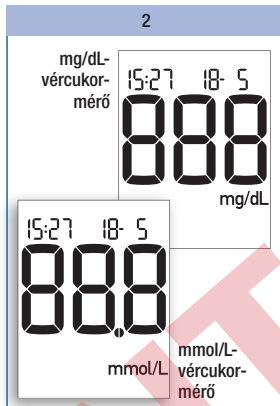 2
mg/dL-
vércukor-
mérő
15:27 18- 5
888
mg/dL
15:27 18- 5
88.8
mmol/L
mmol/L-
vércukor-
mérő